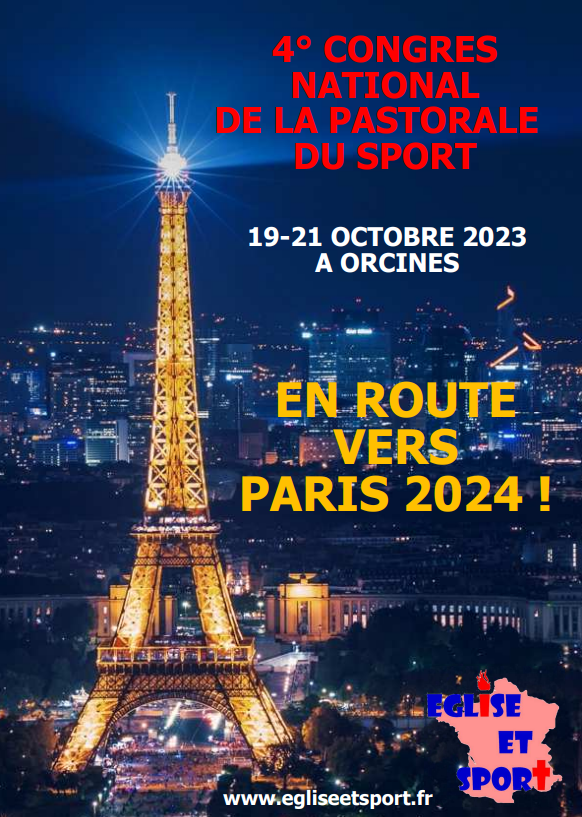 4° CONGRES
NATIONAL
DE LA PASTORALE
DU SPORT
19-21 OCTOBRE 2023
A ORCINES
EN ROUTE
VERS
PARIS 2024 !
EGLISE
ET
SPORT
www.egliseetsport.fr